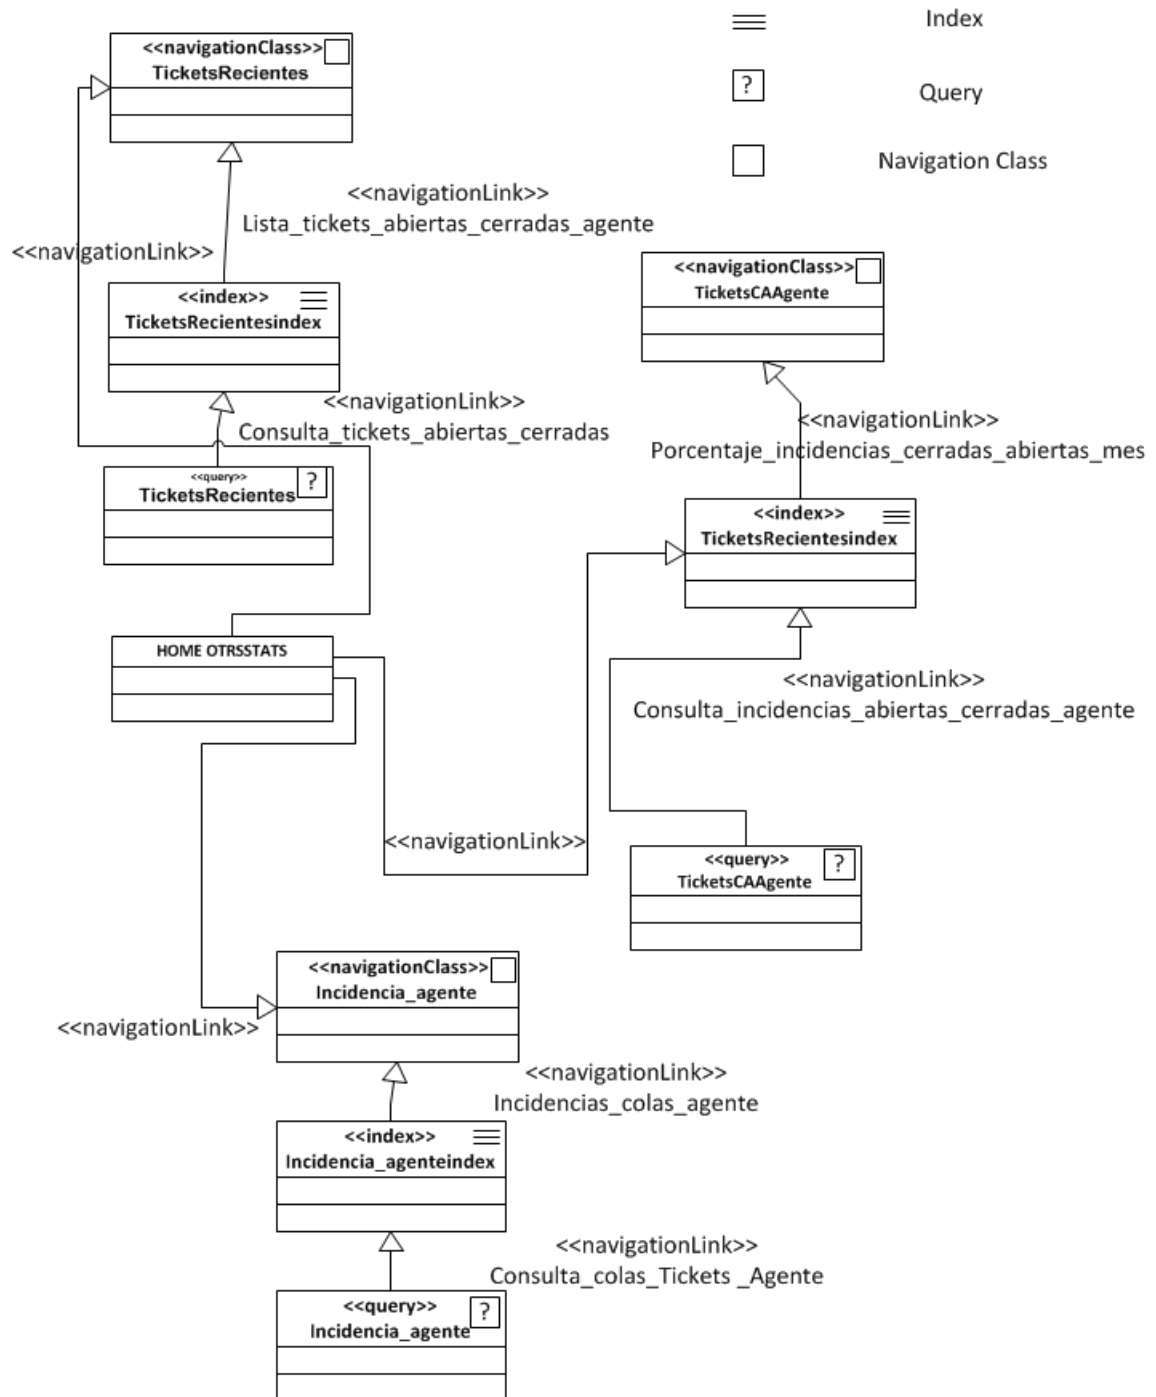 Index
?
Query
Navigation Class
<<navigationClass>>
TicketsRecientes
<<navigationLink>>
Lista_tickets_abiertas_cerradas_agente
<<navigationLink>>
<<index>>
TicketsRecientesindex
<<navigationClass>>
TicketsCAAgente
<<navigationLink>>
Consulta_tickets_abiertas_cerradas
<<navigationLink>>
Porcentaje_incidencias_cerradas_abiertas_mes
<<query>>
?
TicketsRecientes
<<index>>
TicketsRecientesindex
HOME OTRSSTATS
<<navigationLink>>
Consulta_incidencias_abiertas_cerradas_agente
<<navigationLink>>
<<query>>
?
TicketsCAAgente
<<navigationClass>>
Incidencia_agente
<<navigationLink>>
<<navigationLink>>
Incidencias_colas_agente
<<index>>
Incidencia_agenteindex
<<navigationLink>>
Consulta_colas_Tickets _Agente
<<query>>
?
Incidencia_agente